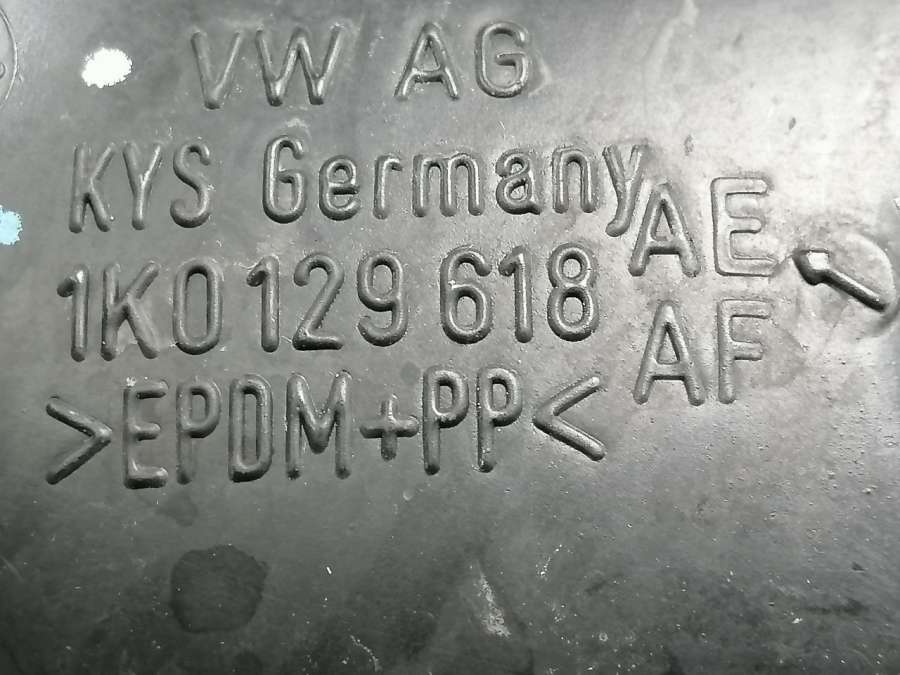 VW AG
KYS Germany
1K0 129 618 AE
AF
>EPDM+PP<